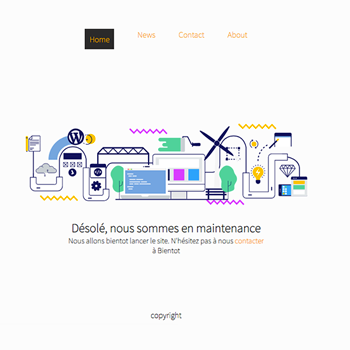 Home News Contact About
Désolé, nous sommes en maintenance
Nous allons bientot lancer le site. N'hésitez pas à nous contacter
à Bientot
copyright